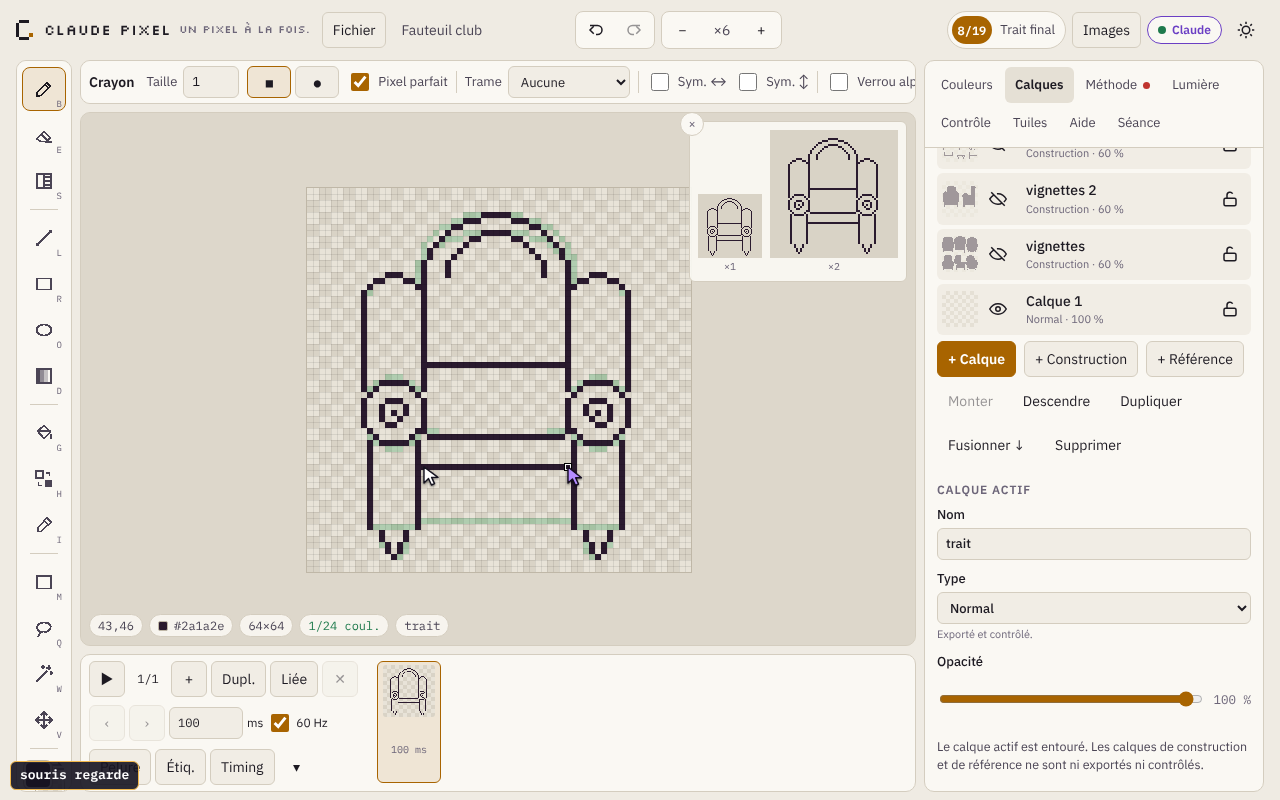 CLAUDE PIXEL
UN PIXEL À LA FOIS.
Fichier
Fauteuil club
−
×6
+
8/19
Trait final
Images
Claude
Crayon
Taille
1
Pixel parfait
Trame
Aucune
Sym. ↔
Sym. ↕
Verrou alp
B
E
S
L
R
O
D
G
H
I
M
Q
W
V
×
×1
×2
Couleurs
Calques
Méthode
Lumière
Contrôle
Tuiles
Aide
Séance
Construction · 60 %
vignettes 2
Construction · 60 %
vignettes
Construction · 60 %
Calque 1
Normal · 100 %
+ Calque
+ Construction
+ Référence
Monter
Descendre
Dupliquer
Fusionner ↓
Supprimer
CALQUE ACTIF
Nom
trait
Type
Normal
Exporté et contrôlé.
Opacité
100 %
Le calque actif est entouré. Les calques de construction
et de référence ne sont ni exportés ni contrôlés.
43,46
#2a1a2e
64×64
1/24 coul.
trait
▶
1/1
+
Dupl.
Liée
×
‹
›
100
ms
60 Hz
Étiq.
Timing
▼
100 ms
souris regarde